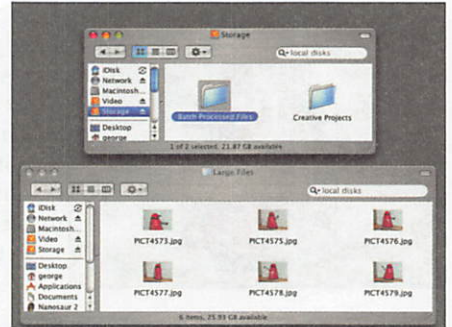 Storage
local disks
iDisk
Network
Macintosh...
Video
Storage
Desktop
george
Batch Processed Files
Creative Projects
1 of 2 selected, 21.87 GB available
Large Files
local disks
iDisk
Network
Macintosh...
Video
Storage
Desktop
george
Applications
Documents
Nanosaur 2
PICT4573.jpg
PICT4575.jpg
PICT4576.jpg
PICT4577.jpg
PICT4578.jpg
PICT4579.jpg
6 items, 25.93 GB available